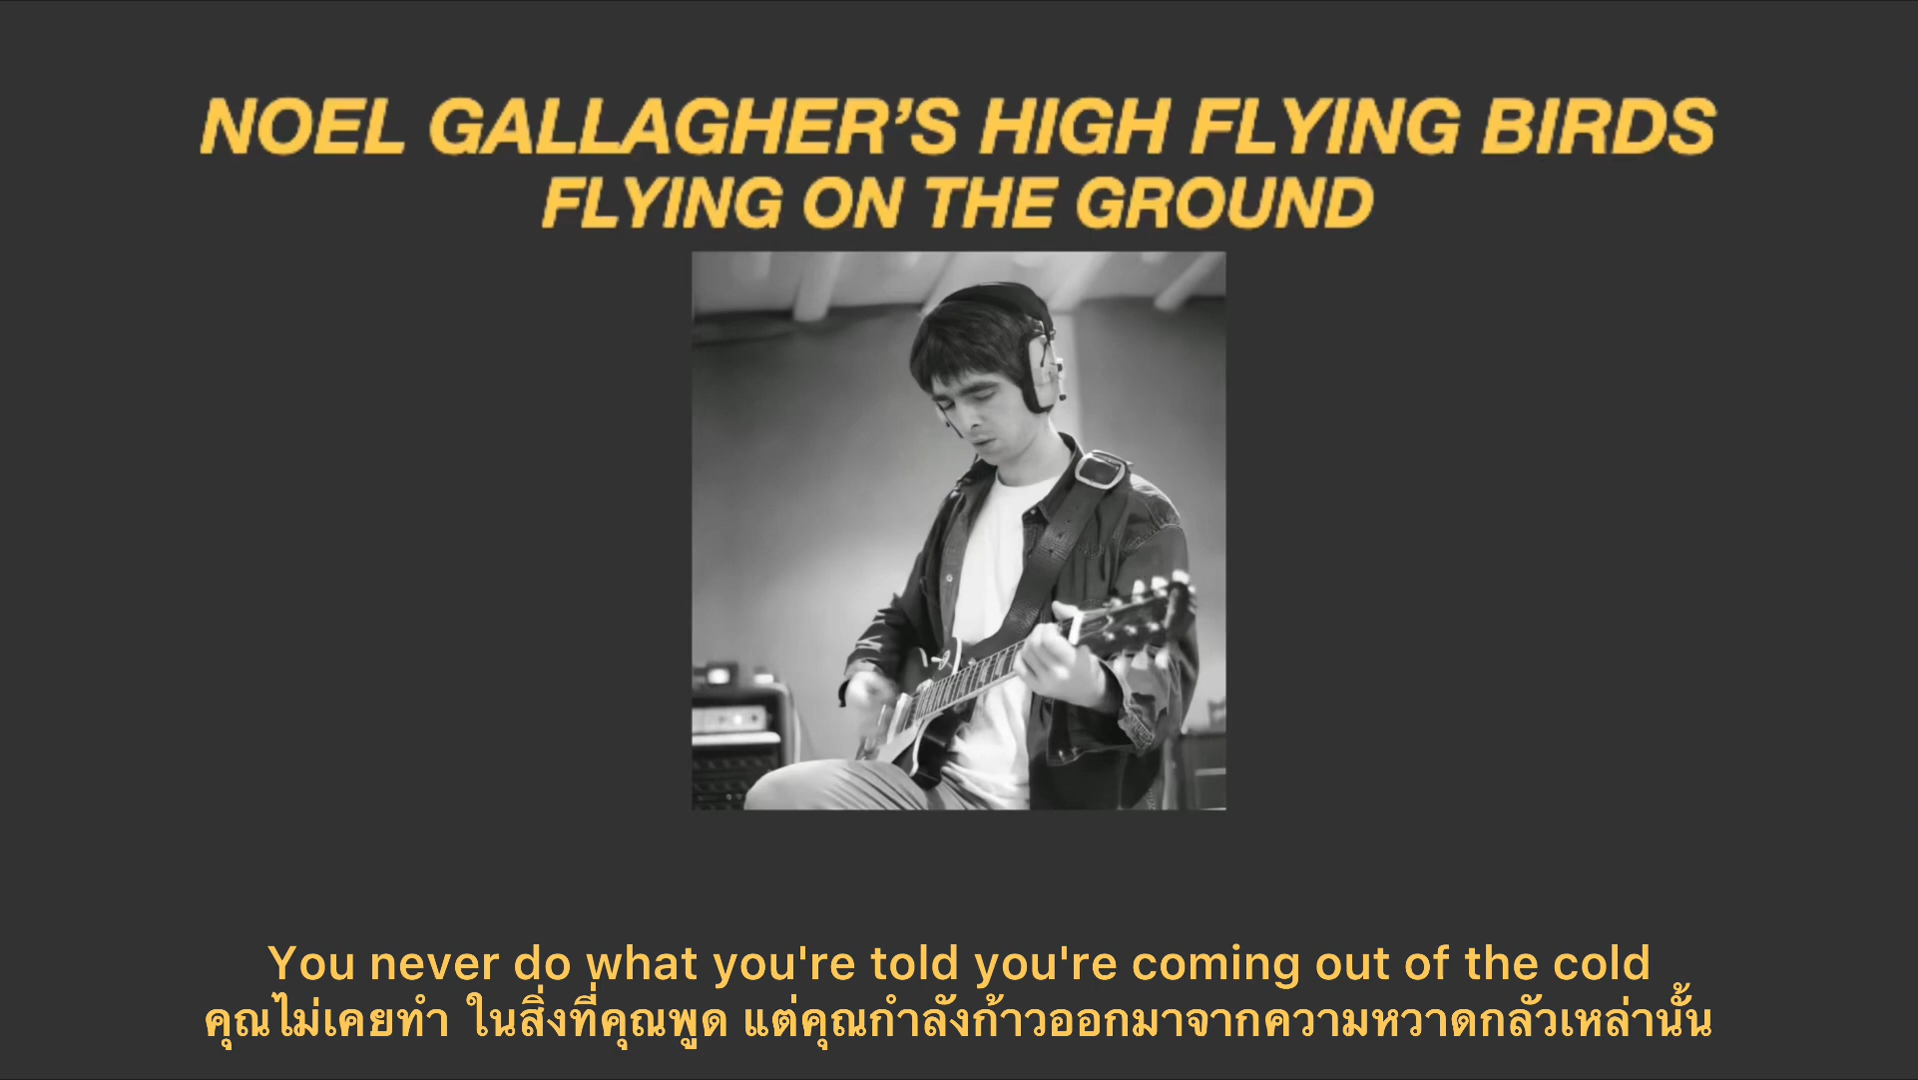 NOEL GALLAGHER’S HIGH FLYING BIRDS
FLYING ON THE GROUND
You never do what you're told you're coming out of the cold
คุณไม่เคยทำ ในสิ่งที่คุณพูด แต่คุณกำลังก้าวออกมาจากความหวาดกลัวเหล่านั้น